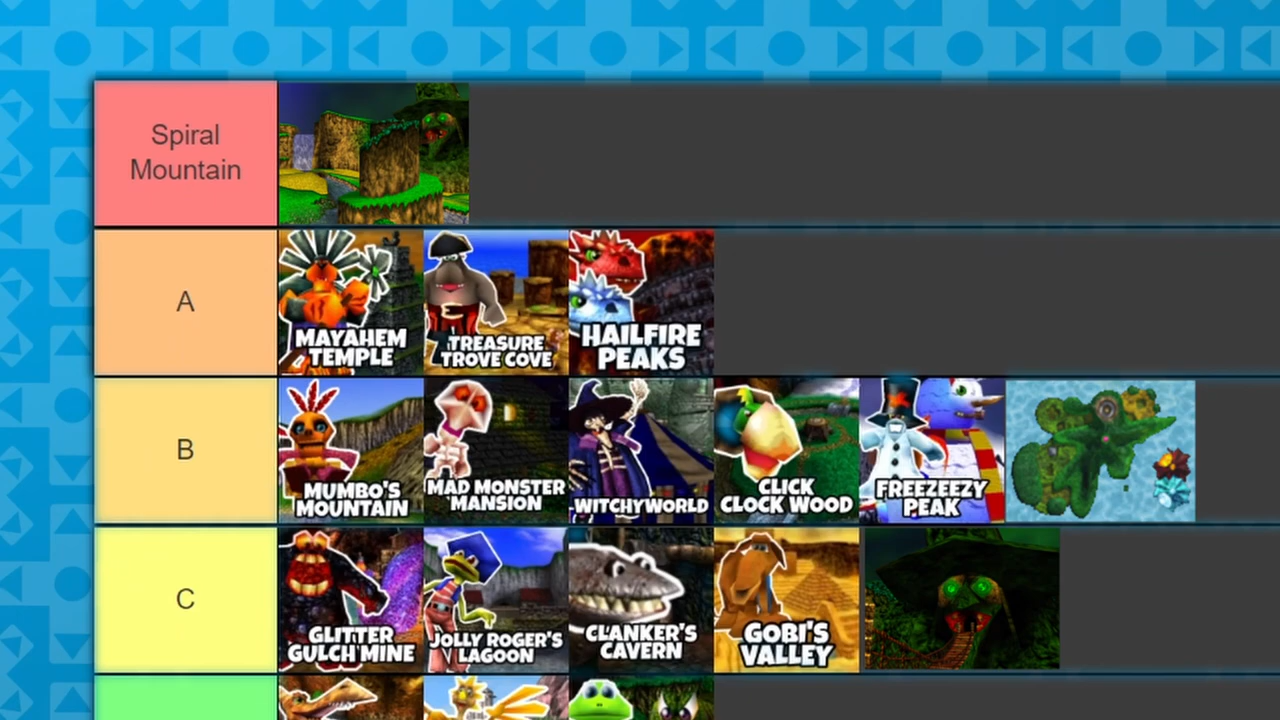 Spiral
Mountain
A
MAYAHEM
TEMPLE
TREASURE
TROVE COVE
HAILFIRE
PEAKS
B
MUMBO'S
MOUNTAIN
MAD MONSTER
MANSION
WITCHYWORLD
CLICK
CLOCK WOOD
FREEZEEZY
PEAK
C
GLITTER
GULCH MINE
JOLLY ROGER'S
LAGOON
CLANKER'S
CAVERN
GOBI'S
VALLEY